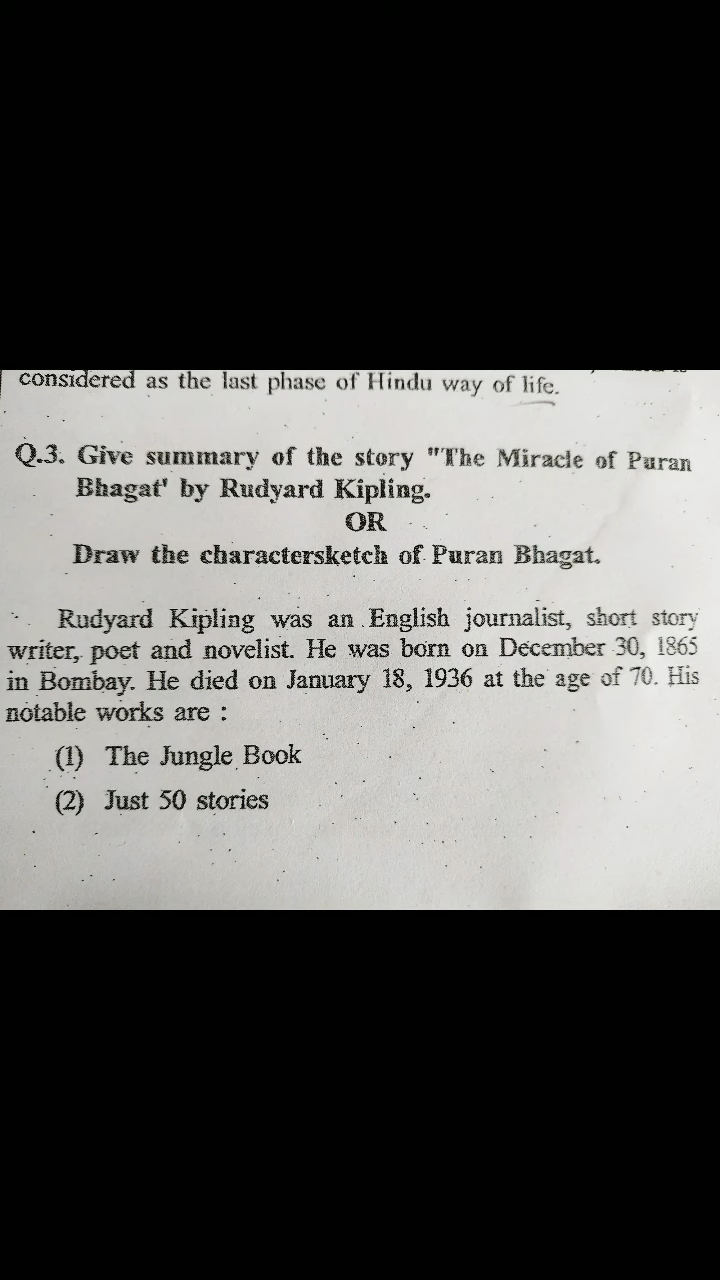 considered as the last phase of Hindu way of life.
Q.3. Give summary of the story "The Miracle of Puran
Bhagat' by Rudyard Kipling.
OR
Draw the charactersketch of Puran Bhagat.
Rudyard Kipling was an English journalist, short story
writer, poet and novelist. He was born on December 30, 1865
in Bombay. He died on January 18, 1936 at the age of 70. His
notable works are :
(1) The Jungle Book
(2) Just 50 stories